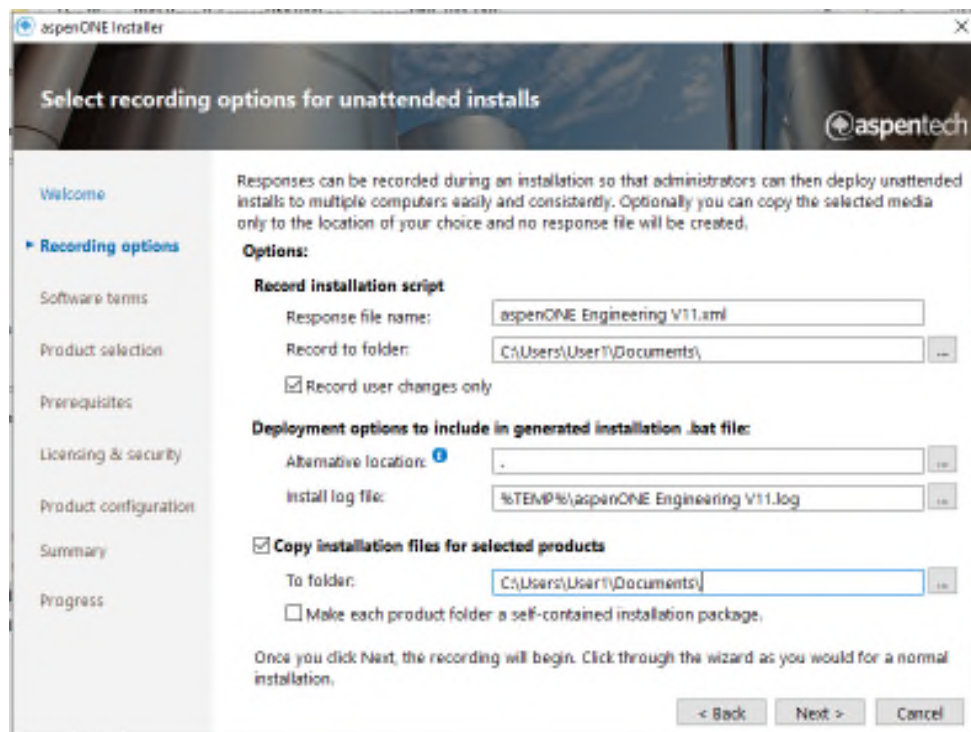 aspenONE Installer
Select recording options for unattended installs
aspentech
Welcome
Recording options
Software terms
Product selection
Prerequisites
Licensing & security
Product configuration
Summary
Progress
Responses can be recorded during an installation so that administrators can then deploy unattended
installs to multiple computers easily and consistently. Optionally you can copy the selected media
only to the location of your choice and no response file will be created.
Options:
Record installation script
Response file name: aspenONE Engineering V11.xml
Record to folder: C:\Users\User1\Documents\ ...
Record user changes only
Deployment options to include in generated installation .bat file:
Alternative location: . ...
Install log file: %TEMP%\aspenONE Engineering V11.log ...
Copy installation files for selected products
To folder: C:\Users\User1\Documents\ ...
Make each product folder a self-contained installation package.
Once you click Next, the recording will begin. Click through the wizard as you would for a normal
installation.
< Back Next > Cancel